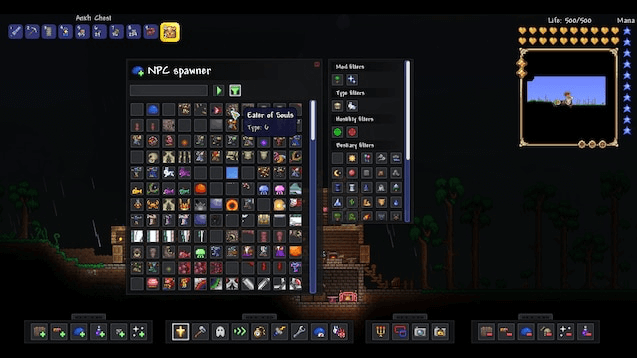 Aesh Chest
Life: 500/500
Mana
NPC spawner
Mod filters
Type filters
Eater of Souls
Type: 6
Hostility filters
Bestiary filters